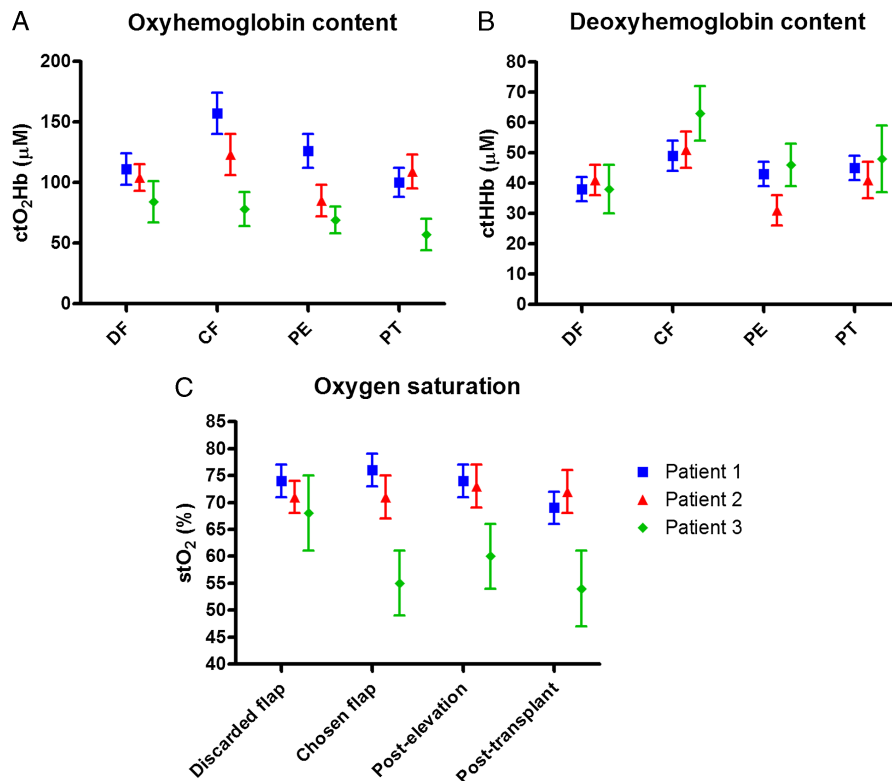 A
Oxyhemoglobin content
200
150
100
50
0
ctO₂Hb (μM)
DF
CF
PE
PT
B
Deoxyhemoglobin content
80
70
60
50
40
30
20
10
0
ctHHb (μM)
DF
CF
PE
PT
C
Oxygen saturation
85
80
75
70
65
60
55
50
45
40
stO₂ (%)
Discarded flap
Chosen flap
Post-elevation
Post-transplant
Patient 1
Patient 2
Patient 3